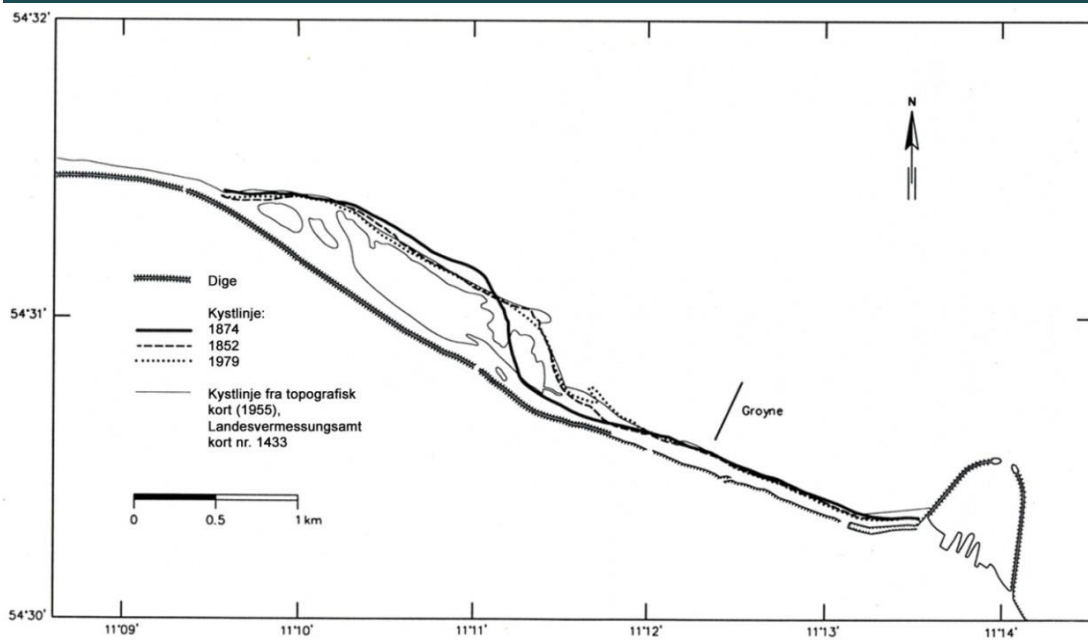 54°32'
N
54°31'
Dige
Kystlinje:
1874
1852
1979
Kystlinje fra topografisk
kort (1955),
Landesvermessungsamt
kort nr. 1433
Groyne
0
0.5
1 km
54°30'
11°09'
11°10'
11°11'
11°12'
11°13'
11°14'